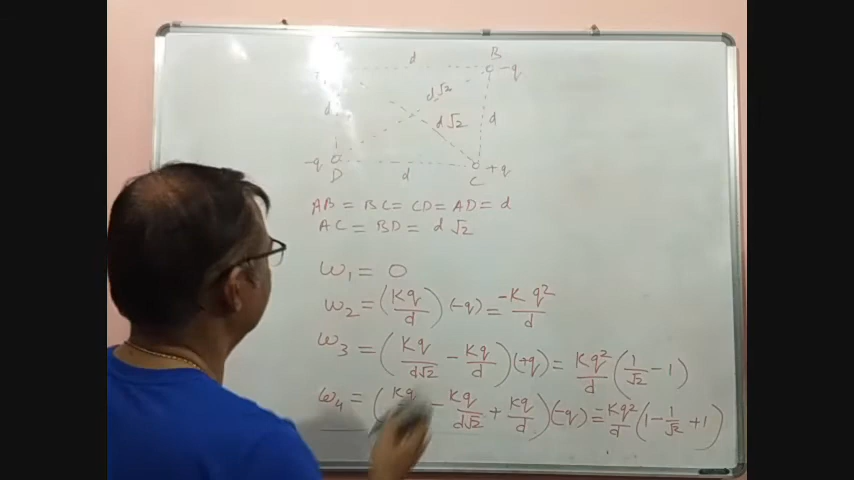 d
B
-q
d√2
d
d√2
d
-q
D
d
C
+q
AB = BC = CD = AD = d
AC = BD = d√2
W₁ = 0
W₂ = (Kq/d)(-q) = -Kq²/d
W₃ = (Kq/d√2 - Kq/d)(+q) = Kq²/d (1/√2 - 1)
W₄ = (Kq - Kq/d√2 + Kq/d)(-q) = -Kq²/d (1 - 1/√2 + 1)